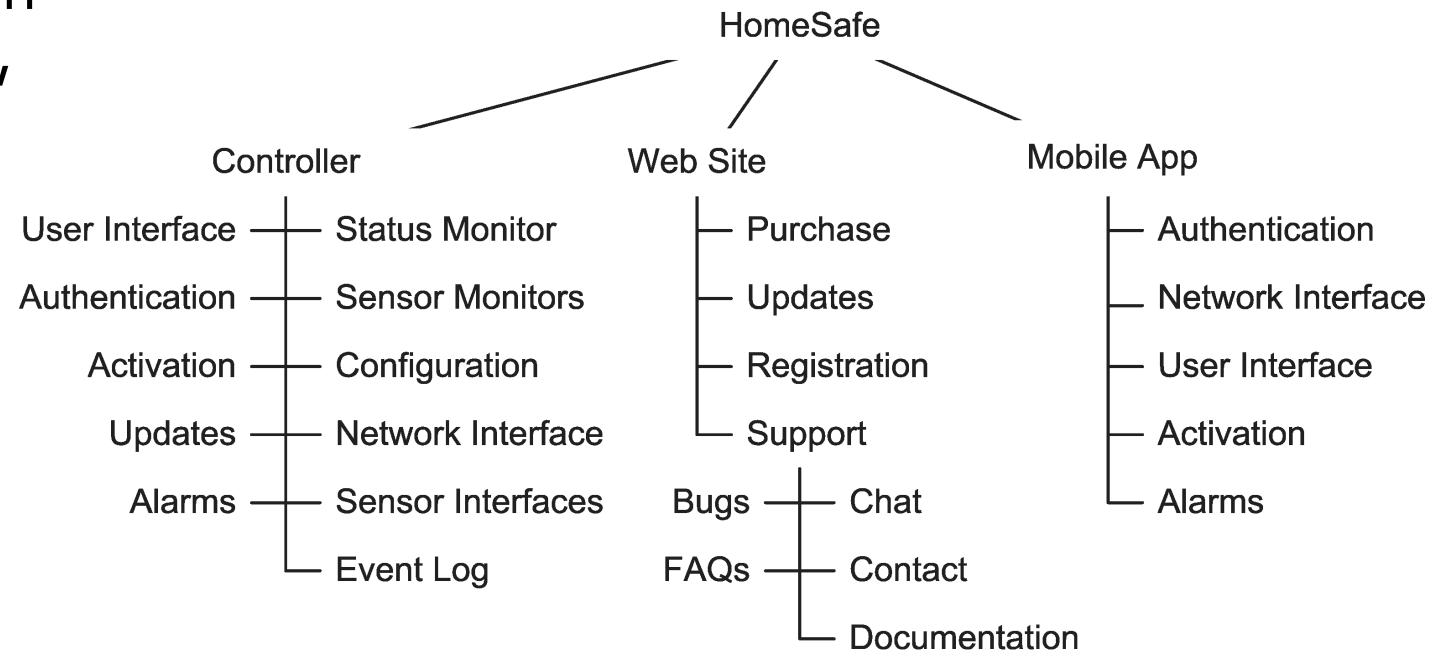 HomeSafe
Controller
Web Site
Mobile App
User Interface
Status Monitor
Authentication
Sensor Monitors
Activation
Configuration
Updates
Network Interface
Alarms
Sensor Interfaces
Event Log
Purchase
Updates
Registration
Support
Bugs
Chat
FAQs
Contact
Documentation
Authentication
Network Interface
User Interface
Activation
Alarms